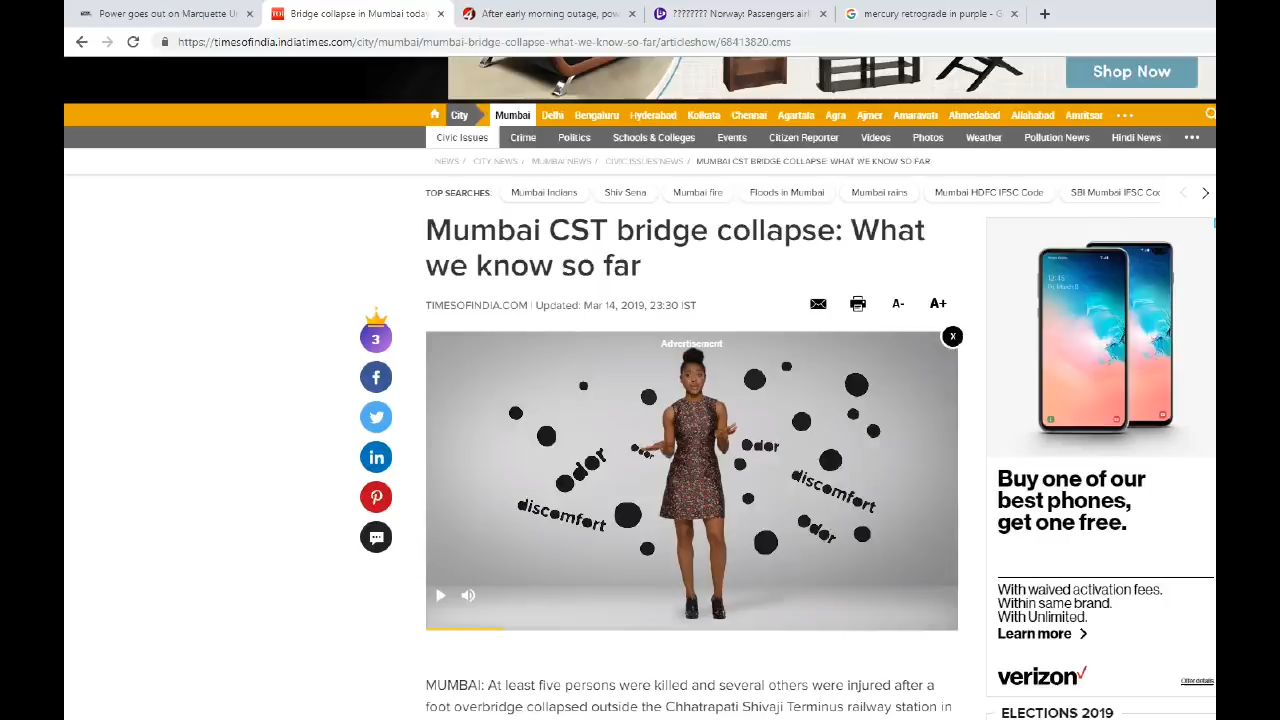 Power goes out on Marquette U
Bridge collapse in Mumbai today
After early morning outage, pow
???????? Norway: Passengers airl
mercury retrograde in purple - G
https://timesofindia.indiatimes.com/city/mumbai/mumbai-bridge-collapse-what-we-know-so-far/articleshow/68413820.cms
Shop Now
City Mumbai Delhi Bengaluru Hyderabad Kolkata Chennai Agartala Agra Ajmer Amaravati Ahmedabad Allahabad Amritsar
Civic Issues Crime Politics Schools & Colleges Events Citizen Reporter Videos Photos Weather Pollution News Hindi News
NEWS / CITY NEWS / MUMBAI NEWS / CIVIC ISSUES NEWS / MUMBAI CST BRIDGE COLLAPSE: WHAT WE KNOW SO FAR
TOP SEARCHES: Mumbai Indians Shiv Sena Mumbai fire Floods in Mumbai Mumbai rains Mumbai HDFC IFSC Code SBI Mumbai IFSC Co
Mumbai CST bridge collapse: What
we know so far
TIMESOFINDIA.COM | Updated: Mar 14, 2019, 23:30 IST
A- A+
3
Advertisement
X
odor
odor
discomfort
discomfort
odor
MUMBAI: At least five persons were killed and several others were injured after a
foot overbridge collapsed outside the Chhatrapati Shivaji Terminus railway station in
12:45
Fri, March 8
Buy one of our
best phones,
get one free.
With waived activation fees.
Within same brand.
With Unlimited.
Learn more
verizon
Offer details
ELECTIONS 2019